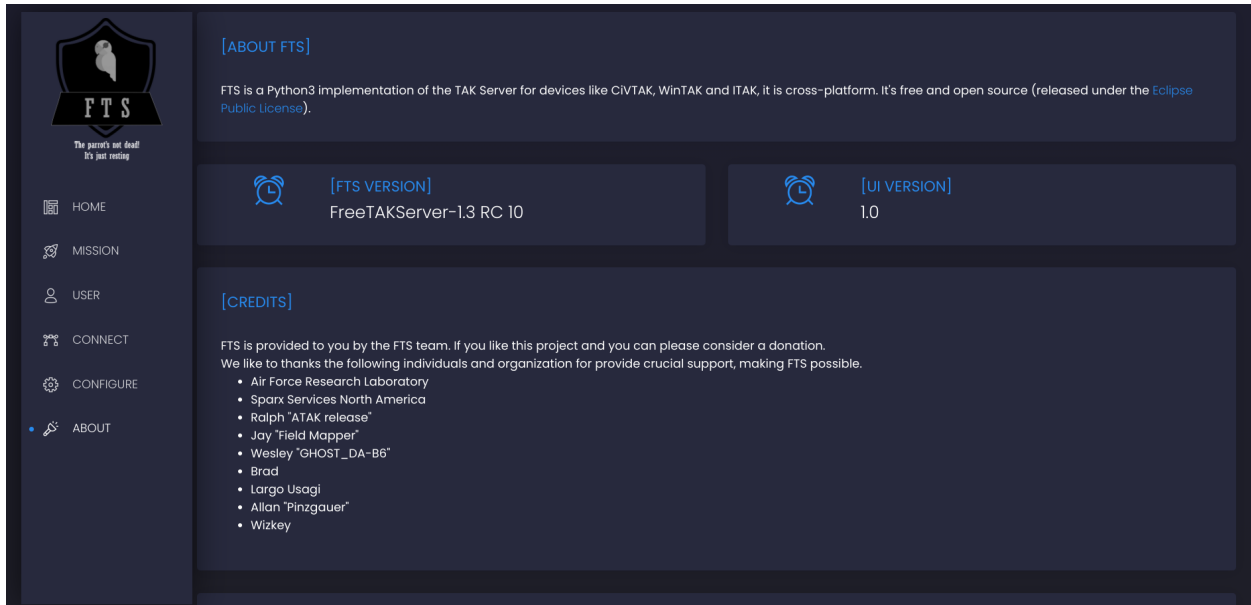 FTS
The parrot's not dead!
It's just resting
HOME
MISSION
USER
CONNECT
CONFIGURE
ABOUT
[ABOUT FTS]
FTS is a Python3 implementation of the TAK Server for devices like CiVTAK, WinTAK and ITAK, it is cross-platform. It's free and open source (released under the Eclipse
Public License).
[FTS VERSION]
FreeTAKServer-1.3 RC 10
[UI VERSION]
1.0
[CREDITS]
FTS is provided to you by the FTS team. If you like this project and you can please consider a donation.
We like to thanks the following individuals and organization for provide crucial support, making FTS possible.
• Air Force Research Laboratory
• Sparx Services North America
• Ralph "ATAK release"
• Jay "Field Mapper"
• Wesley "GHOST_DA-B6"
• Brad
• Largo Usagi
• Allan "Pinzgauer"
• Wizkey